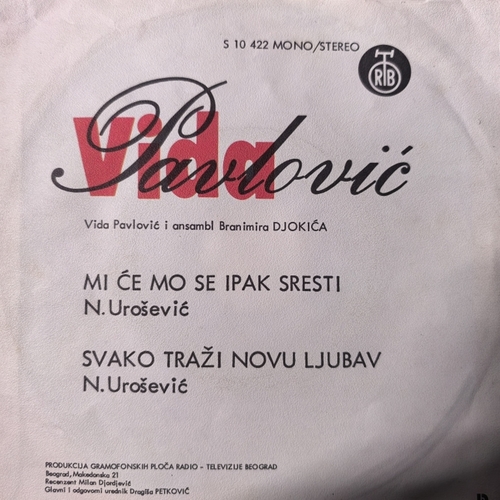 S 10 422 MONO/STEREO
RTB
Vida
Pavlović
Vida Pavlović i ansambl Branimira DJOKIĆA
MI ĆE MO SE IPAK SRESTI
N. Urošević
SVAKO TRAŽI NOVU LJUBAV
N. Urošević
PRODUKCIJA GRAMOFONSKIH PLOČA RADIO - TELEVIZIJE BEOGRAD
Beograd, Makedonska 21
Recenzent Milan Djordjević
Glavni i odgovorni urednik Dragiša PETKOVIĆ